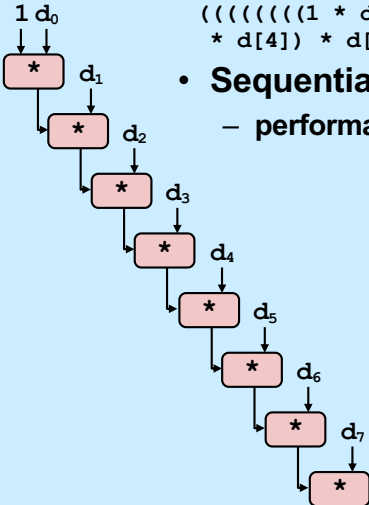 1 d₀
((((((((1 * d
* d[4]) * d[
* d₁
• Sequentia
– performa
* d₂
* d₃
* d₄
* d₅
* d₆
* d₇
*